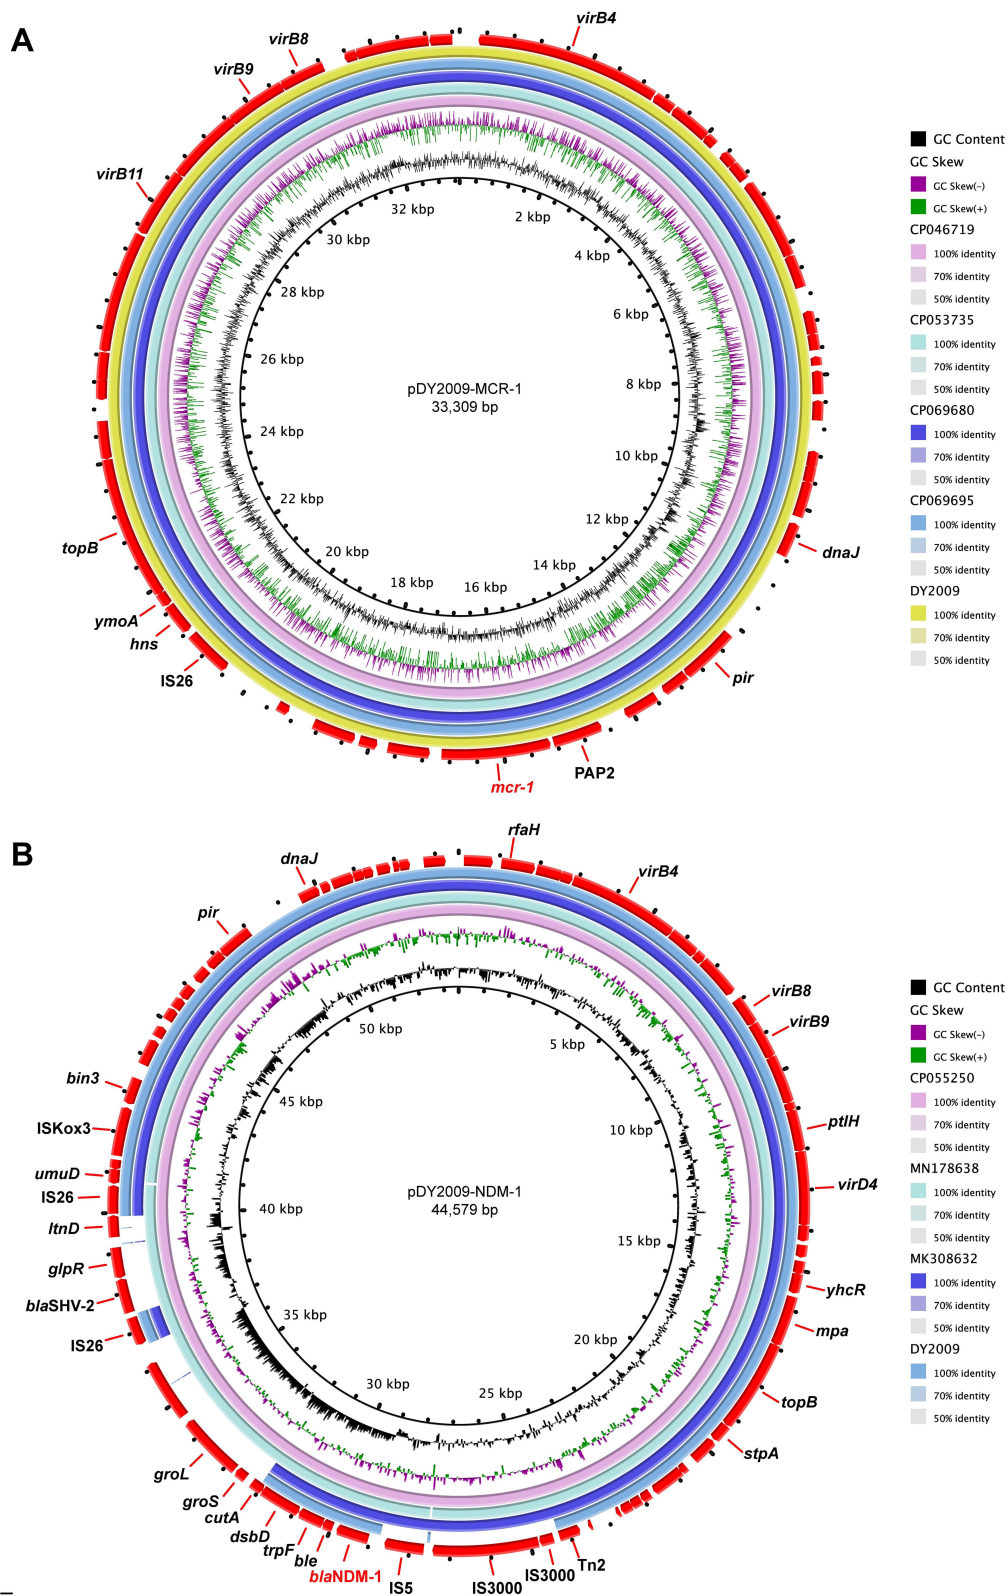 A
virB4
virB8
virB9
virB11
topB
ymoA
hns
IS26
mcr-1
PAP2
pir
dnaJ
2 kbp
4 kbp
6 kbp
8 kbp
10 kbp
12 kbp
14 kbp
16 kbp
18 kbp
20 kbp
22 kbp
24 kbp
26 kbp
28 kbp
30 kbp
32 kbp
pDY2009-MCR-1
33,309 bp
GC Content
GC Skew
GC Skew(-)
GC Skew(+)
CP046719
100% identity
70% identity
50% identity
CP053735
100% identity
70% identity
50% identity
CP069680
100% identity
70% identity
50% identity
CP069695
100% identity
70% identity
50% identity
DY2009
100% identity
70% identity
50% identity
B
rfaH
virB4
virB8
virB9
ptlH
virD4
yhcR
mpa
topB
stpA
Tn2
IS3000
IS3000
IS5
blaNDM-1
ble
trpF
dsbD
cutA
groS
groL
IS26
blaSHV-2
glpR
ltnD
IS26
umuD
ISKox3
bin3
pir
dnaJ
5 kbp
10 kbp
15 kbp
20 kbp
25 kbp
30 kbp
35 kbp
40 kbp
45 kbp
50 kbp
pDY2009-NDM-1
44,579 bp
GC Content
GC Skew
GC Skew(-)
GC Skew(+)
CP055250
100% identity
70% identity
50% identity
MN178638
100% identity
70% identity
50% identity
MK308632
100% identity
70% identity
50% identity
DY2009
100% identity
70% identity
50% identity